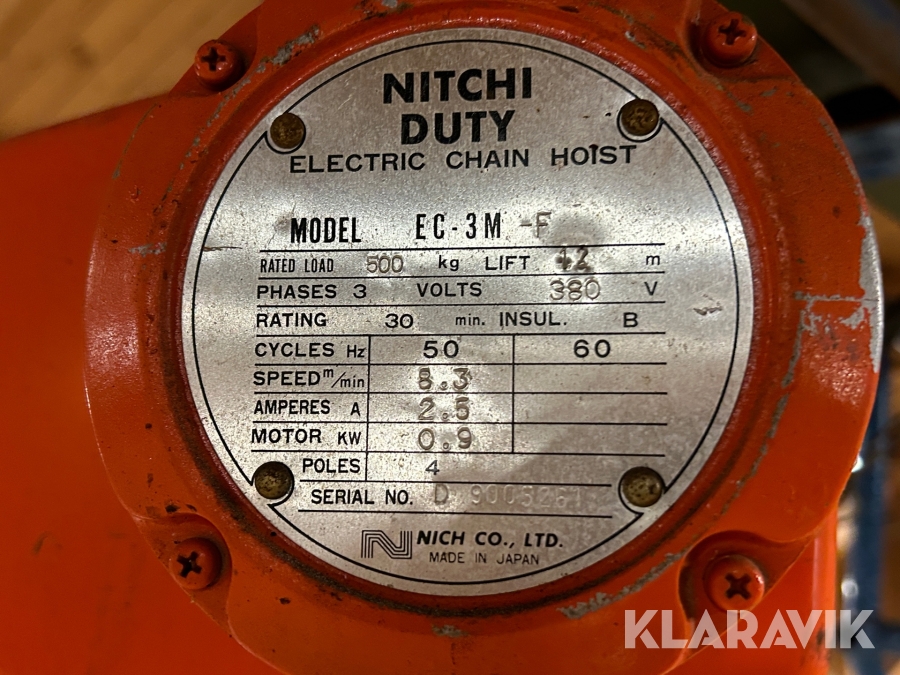 NITCHI
DUTY
ELECTRIC CHAIN HOIST
MODEL EC-3M -F
RATED LOAD 500 kg LIFT m
PHASES 3 VOLTS 380 V
RATING 30 min. INSUL. B
CYCLES Hz 50 60
SPEED m/min 8.3
AMPERES A 2.5
MOTOR KW 0.9
POLES 4
SERIAL NO. D
NICH CO., LTD.
MADE IN JAPAN
KLARAVIK